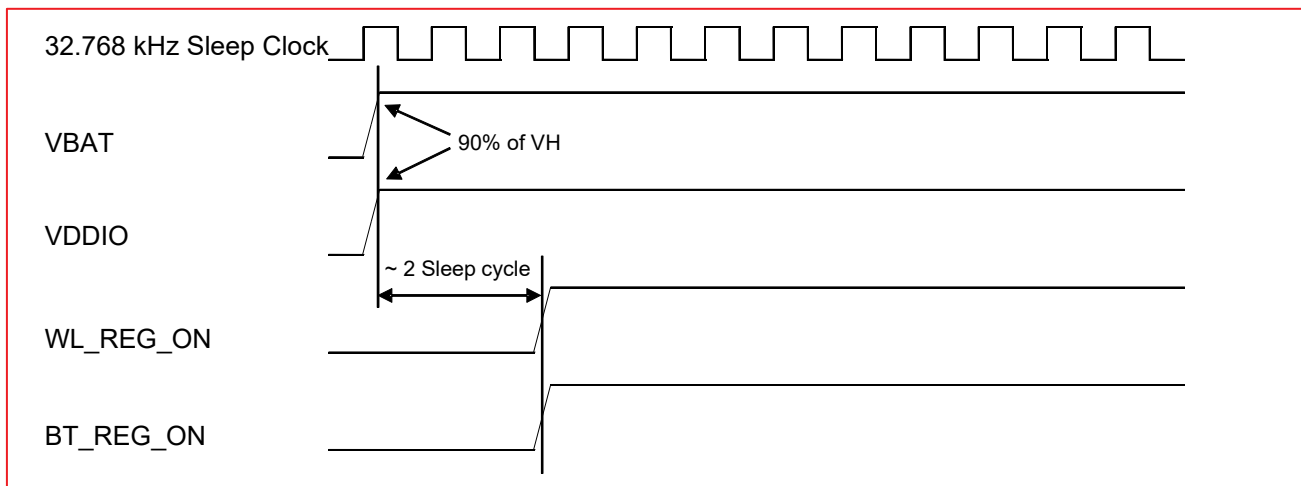 32.768 kHz Sleep Clock
VBAT
90% of VH
VDDIO
~ 2 Sleep cycle
WL_REG_ON
BT_REG_ON